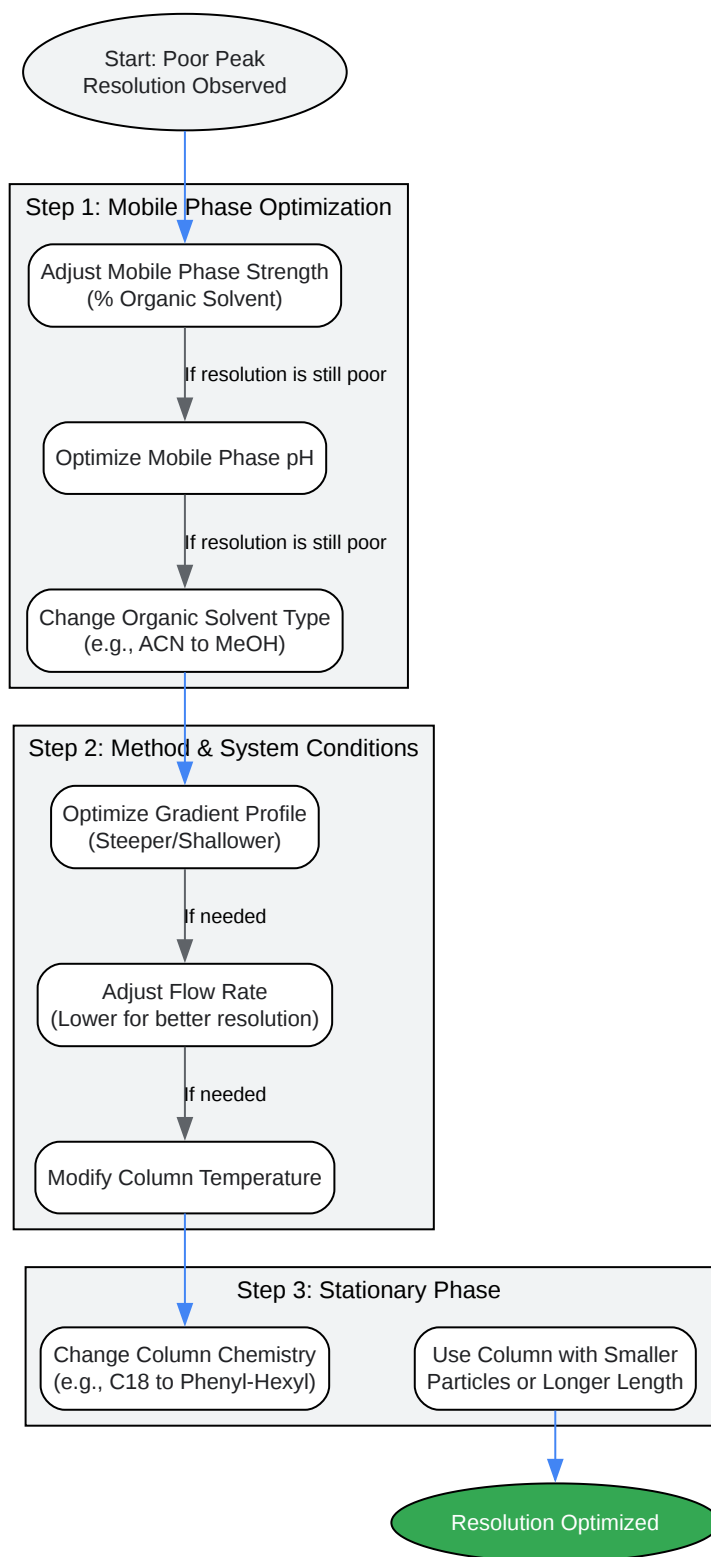 Start: Poor Peak
Resolution Observed
Step 1: Mobile Phase Optimization
Adjust Mobile Phase Strength
(% Organic Solvent)
If resolution is still poor
Optimize Mobile Phase pH
If resolution is still poor
Change Organic Solvent Type
(e.g., ACN to MeOH)
Step 2: Method & System Conditions
Optimize Gradient Profile
(Steeper/Shallower)
If needed
Adjust Flow Rate
(Lower for better resolution)
If needed
Modify Column Temperature
Step 3: Stationary Phase
Change Column Chemistry
(e.g., C18 to Phenyl-Hexyl)
Use Column with Smaller
Particles or Longer Length
Resolution Optimized